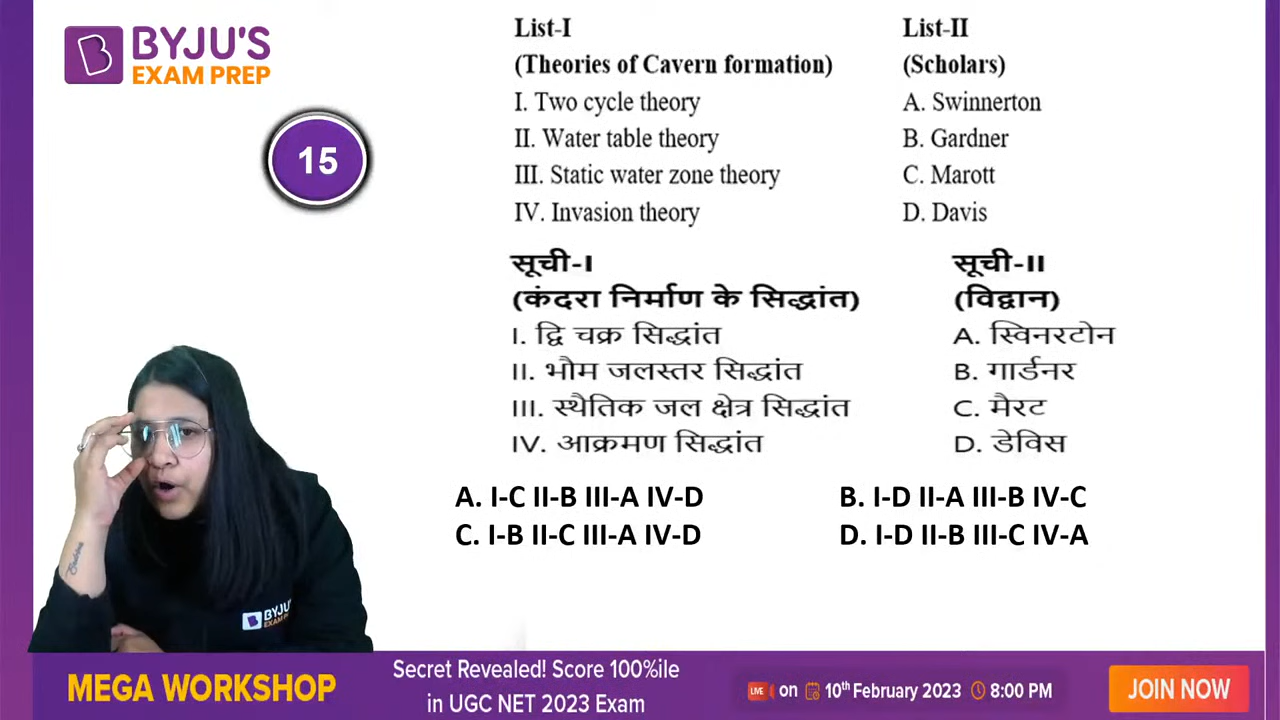 BYJU'S
EXAM PREP
15
List-I
List-II
(Theories of Cavern formation)
(Scholars)
I. Two cycle theory
A. Swinnerton
II. Water table theory
B. Gardner
III. Static water zone theory
C. Marott
IV. Invasion theory
D. Davis
सूची-I
सूची-II
(कंदरा निर्माण के सिद्धांत)
(विद्वान)
I. द्वि चक्र सिद्धांत
A. स्विनरटोन
II. भौम जलस्तर सिद्धांत
B. गार्डनर
III. स्थैतिक जल क्षेत्र सिद्धांत
C. मैरट
IV. आक्रमण सिद्धांत
D. डेविस
A. I-C II-B III-A IV-D
B. I-D II-A III-B IV-C
C. I-B II-C III-A IV-D
D. I-D II-B III-C IV-A
BYJU
EXAM
MEGA WORKSHOP
Secret Revealed! Score 100%ile
in UGC NET 2023 Exam
LIVE on 10th February 2023 8:00 PM
JOIN NOW